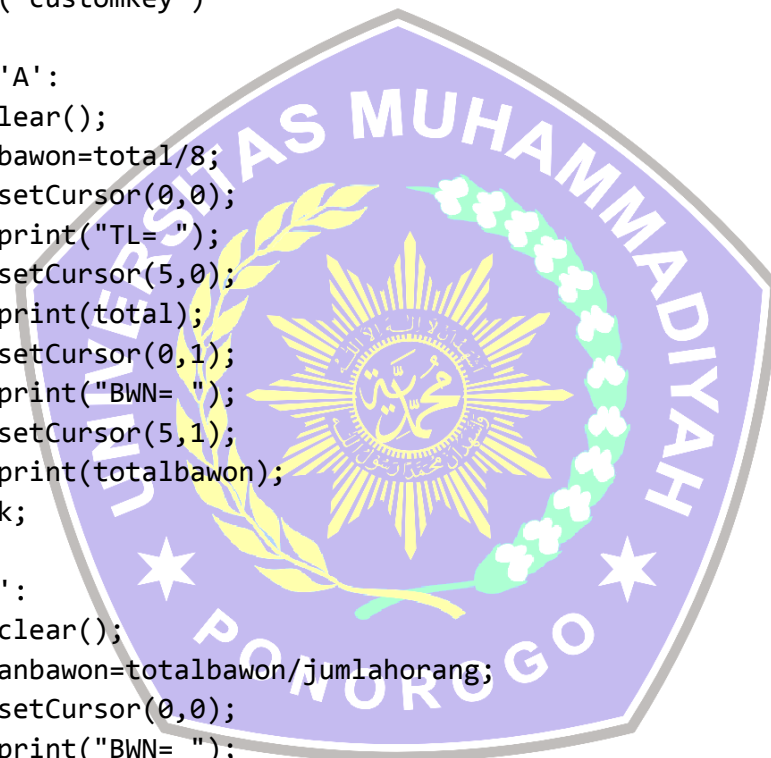 ( customKey )
'A':
lear();
bawon=total/8;
setCursor(0,0);
print("TL= ");
setCursor(5,0);
print(total);
setCursor(0,1);
print("BWN= ");
setCursor(5,1);
print(totalbawon);
k;
':
clear();
anbawon=totalbawon/jumlahorang;
setCursor(0,0);
print("BWN= ");
UNIVERSITAS MUHAMMADIYAH
PONOROGO